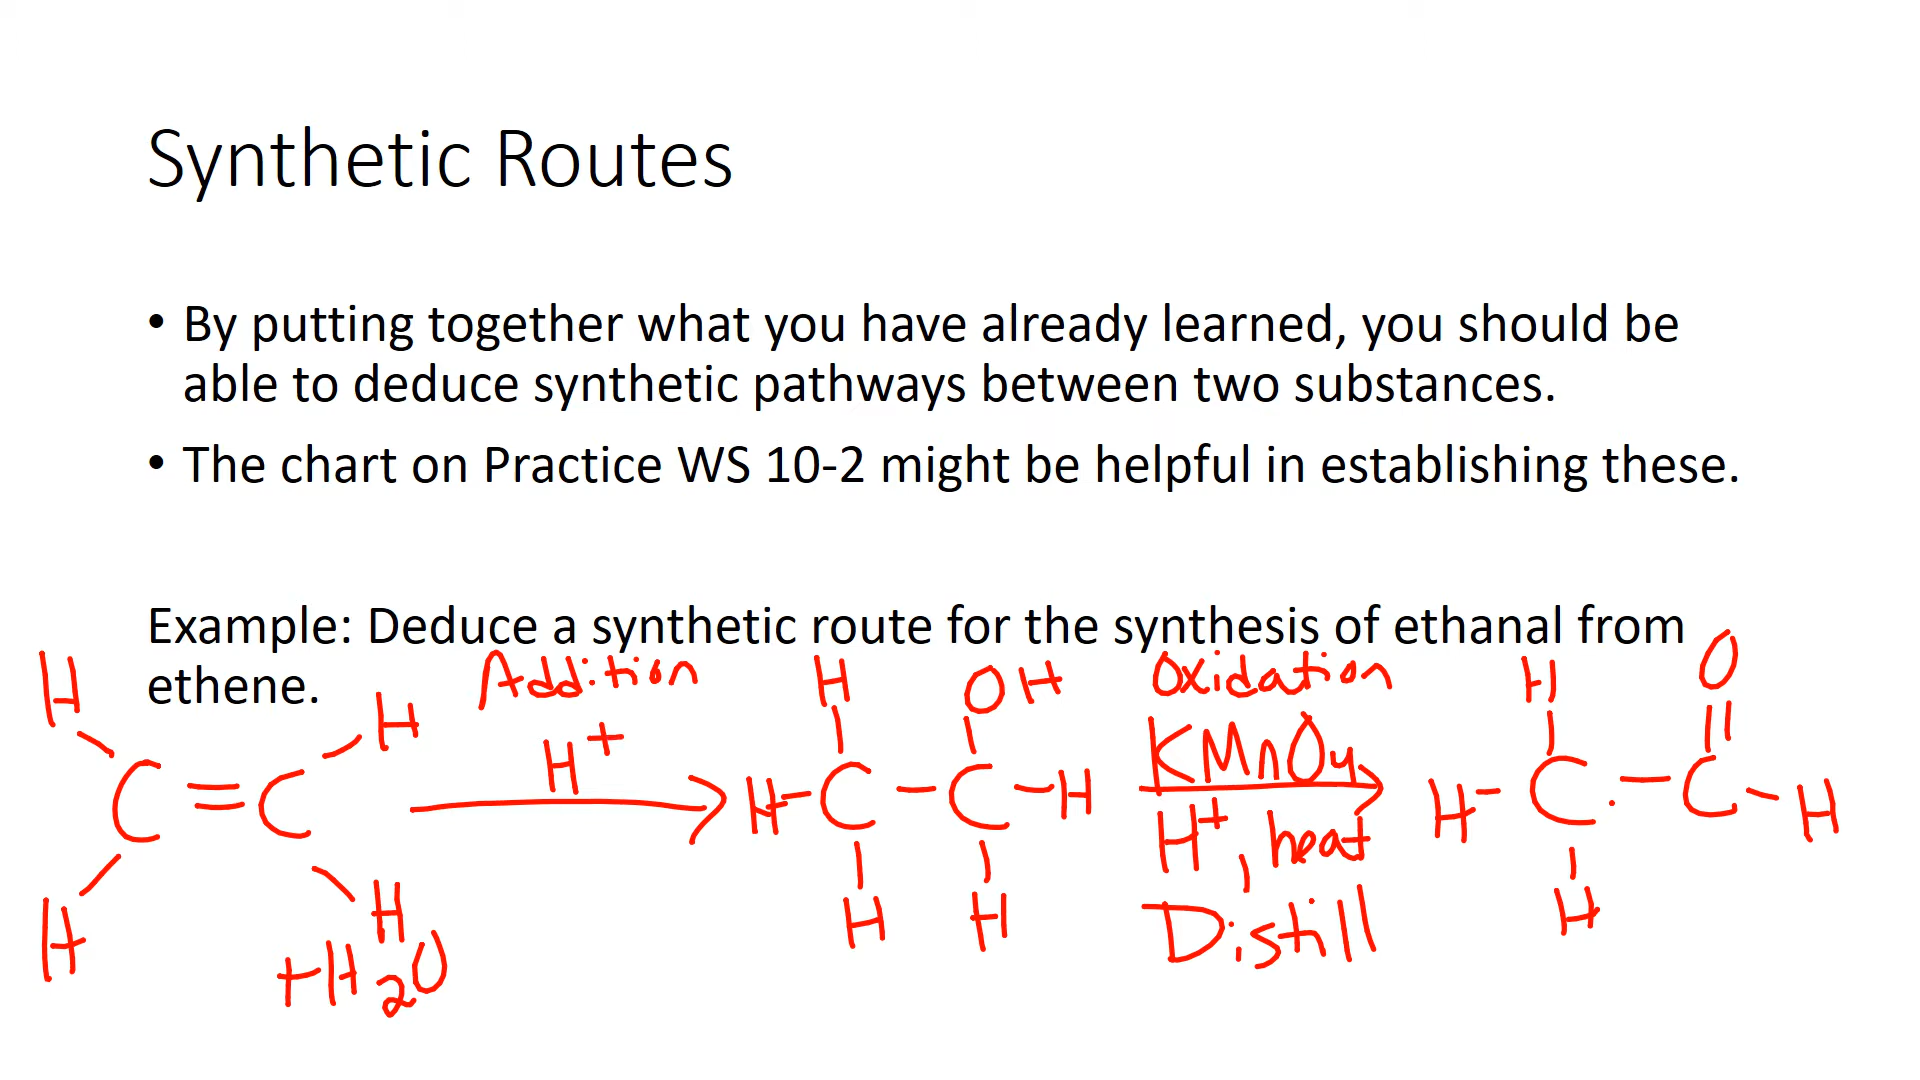 Synthetic Routes
• By putting together what you have already learned, you should be
able to deduce synthetic pathways between two substances.
• The chart on Practice WS 10-2 might be helpful in establishing these.
Example: Deduce a synthetic route for the synthesis of ethanal from
ethene.
H H Addition H OH Oxidation H O
H+ KMnO4
C = C H - C - C - H H - C - C - H
H+, heat
H H H H Distill H
+ H2O